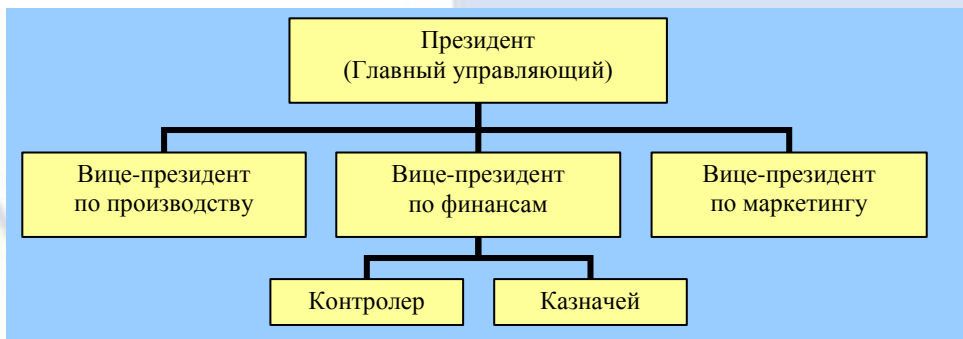 Президент
(Главный управляющий)
Вице-президент
по производству
Вице-президент
по финансам
Вице-президент
по маркетингу
Контролер
Казначей